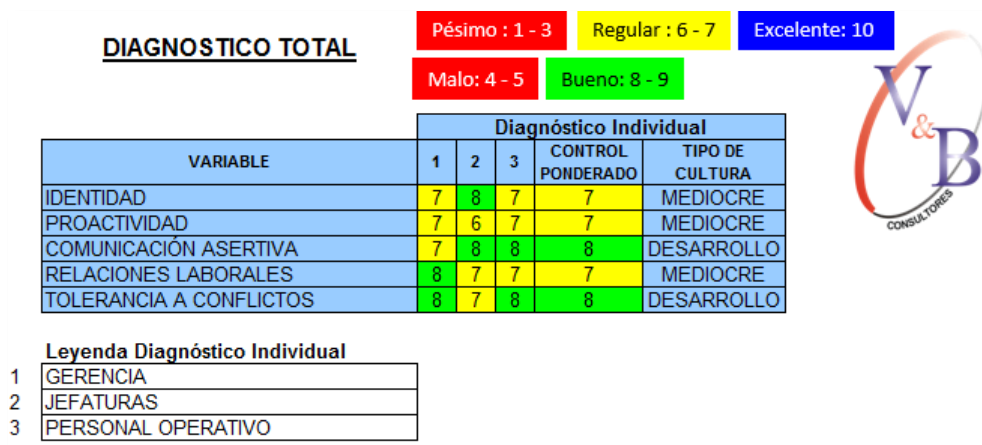 DIAGNOSTICO TOTAL
Pésimo : 1 - 3
Regular : 6 - 7
Excelente: 10
Malo: 4 - 5
Bueno: 8 - 9
V&B
CONSULTORES
Diagnóstico Individual
VARIABLE 1 2 3 CONTROL PONDERADO TIPO DE CULTURA
IDENTIDAD 7 8 7 7 MEDIOCRE
PROACTIVIDAD 7 6 7 7 MEDIOCRE
COMUNICACIÓN ASERTIVA 7 8 8 8 DESARROLLO
RELACIONES LABORALES 8 7 7 7 MEDIOCRE
TOLERANCIA A CONFLICTOS 8 7 8 8 DESARROLLO
Leyenda Diagnóstico Individual
1 GERENCIA
2 JEFATURAS
3 PERSONAL OPERATIVO